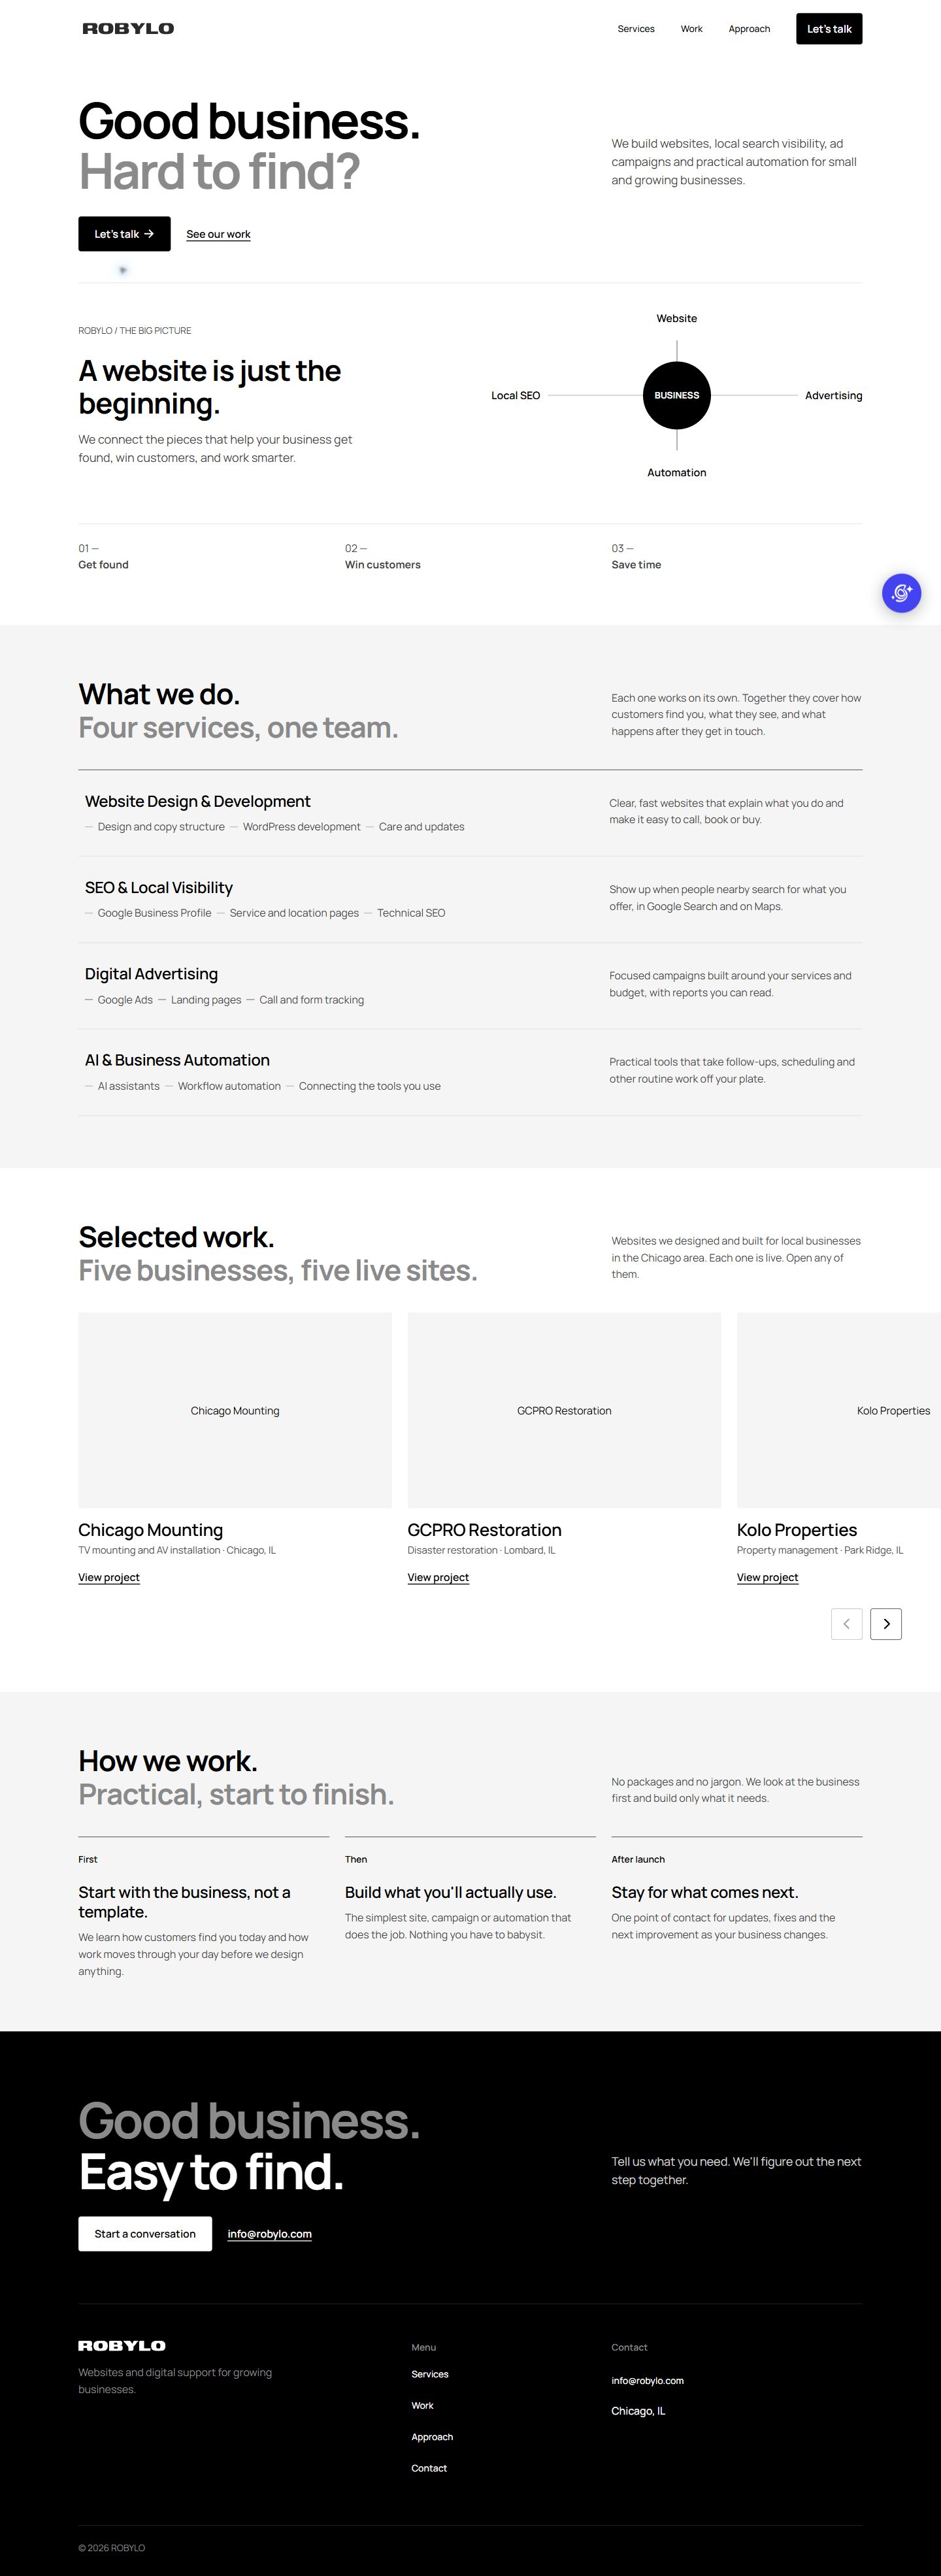 ROBYLO
Services
Work
Approach
Let's talk
Good business.
Hard to find?
We build websites, local search visibility, ad
campaigns and practical automation for small
and growing businesses.
Let's talk →
See our work
ROBYLO / THE BIG PICTURE
A website is just the
beginning.
We connect the pieces that help your business get
found, win customers, and work smarter.
Website
Local SEO
BUSINESS
Advertising
Automation
01 —
Get found
02 —
Win customers
03 —
Save time
What we do.
Four services, one team.
Each one works on its own. Together they cover how
customers find you, what they see, and what
happens after they get in touch.
Website Design & Development
— Design and copy structure — WordPress development — Care and updates
Clear, fast websites that explain what you do and
make it easy to call, book or buy.
SEO & Local Visibility
— Google Business Profile — Service and location pages — Technical SEO
Show up when people nearby search for what you
offer, in Google Search and on Maps.
Digital Advertising
— Google Ads — Landing pages — Call and form tracking
Focused campaigns built around your services and
budget, with reports you can read.
AI & Business Automation
— AI assistants — Workflow automation — Connecting the tools you use
Practical tools that take follow-ups, scheduling and
other routine work off your plate.
Selected work.
Five businesses, five live sites.
Websites we designed and built for local businesses
in the Chicago area. Each one is live. Open any of
them.
Chicago Mounting
GCPRO Restoration
Kolo Properties
Chicago Mounting
TV mounting and AV installation · Chicago, IL
View project
GCPRO Restoration
Disaster restoration · Lombard, IL
View project
Kolo Properties
Property management · Park Ridge, IL
View project
How we work.
Practical, start to finish.
No packages and no jargon. We look at the business
first and build only what it needs.
First
Start with the business, not a
template.
We learn how customers find you today and how
work moves through your day before we design
anything.
Then
Build what you'll actually use.
The simplest site, campaign or automation that
does the job. Nothing you have to babysit.
After launch
Stay for what comes next.
One point of contact for updates, fixes and the
next improvement as your business changes.
Good business.
Easy to find.
Tell us what you need. We'll figure out the next
step together.
Start a conversation
info@robylo.com
ROBYLO
Websites and digital support for growing
businesses.
Menu
Services
Work
Approach
Contact
Contact
info@robylo.com
Chicago, IL
© 2026 ROBYLO